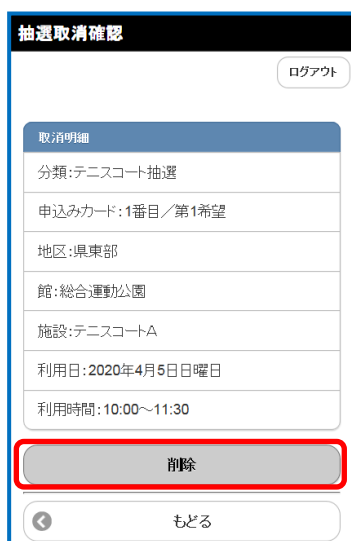 抽選取消確認
ログアウト
取消明細
分類:テニスコート抽選
申込みカード:1番目／第1希望
地区:県東部
館:総合運動公園
施設:テニスコートA
利用日:2020年4月5日日曜日
利用時間:10:00～11:30
削除
もどる